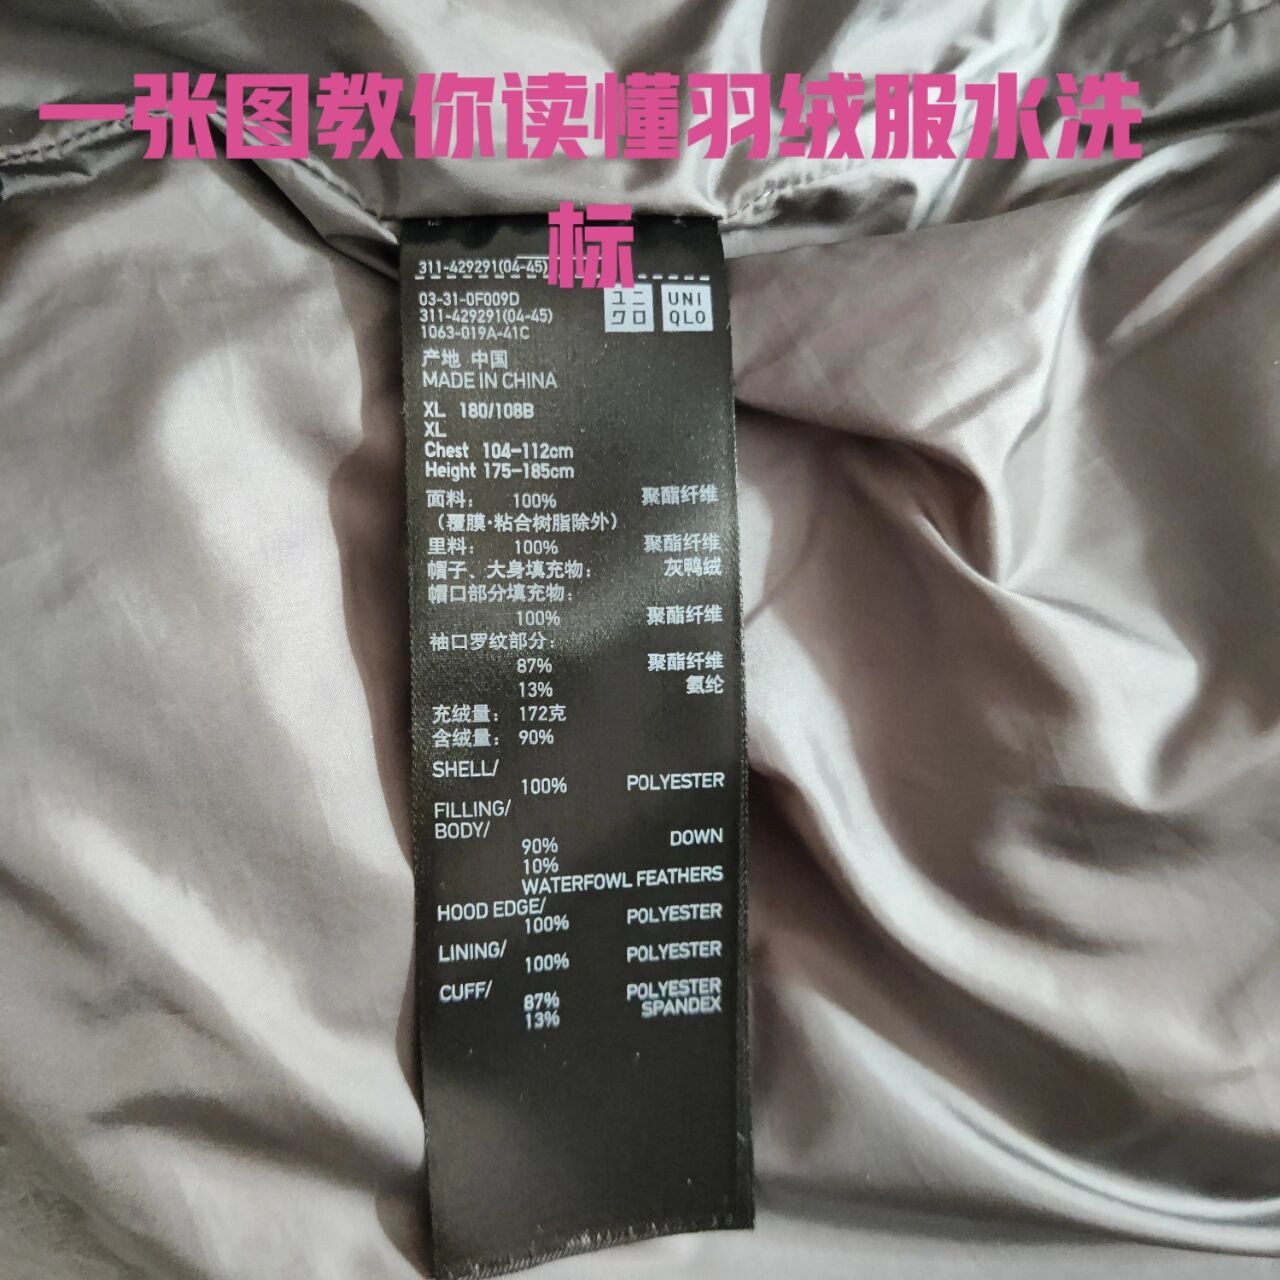 一张图教你读懂羽绒服水洗
标
311-429291(04-45)
03-31-0F009D
311-429291(04-45)
1063-019A-41C
ユニ
クロ
UNI
QLO
产地 中国
MADE IN CHINA
XL 180/108B
XL
Chest 104-112cm
Height 175-185cm
面料： 100% 聚酯纤维
（覆膜·粘合树脂除外）
里料： 100% 聚酯纤维
帽子、大身填充物： 灰鸭绒
帽口部分填充物：
100% 聚酯纤维
袖口罗纹部分：
87% 聚酯纤维
13% 氨纶
充绒量： 172克
含绒量： 90%
SHELL/
100% POLYESTER
FILLING/
BODY/
90% DOWN
10%
WATERFOWL FEATHERS
HOOD EDGE/
100% POLYESTER
LINING/
100% POLYESTER
CUFF/
87% POLYESTER
13% SPANDEX